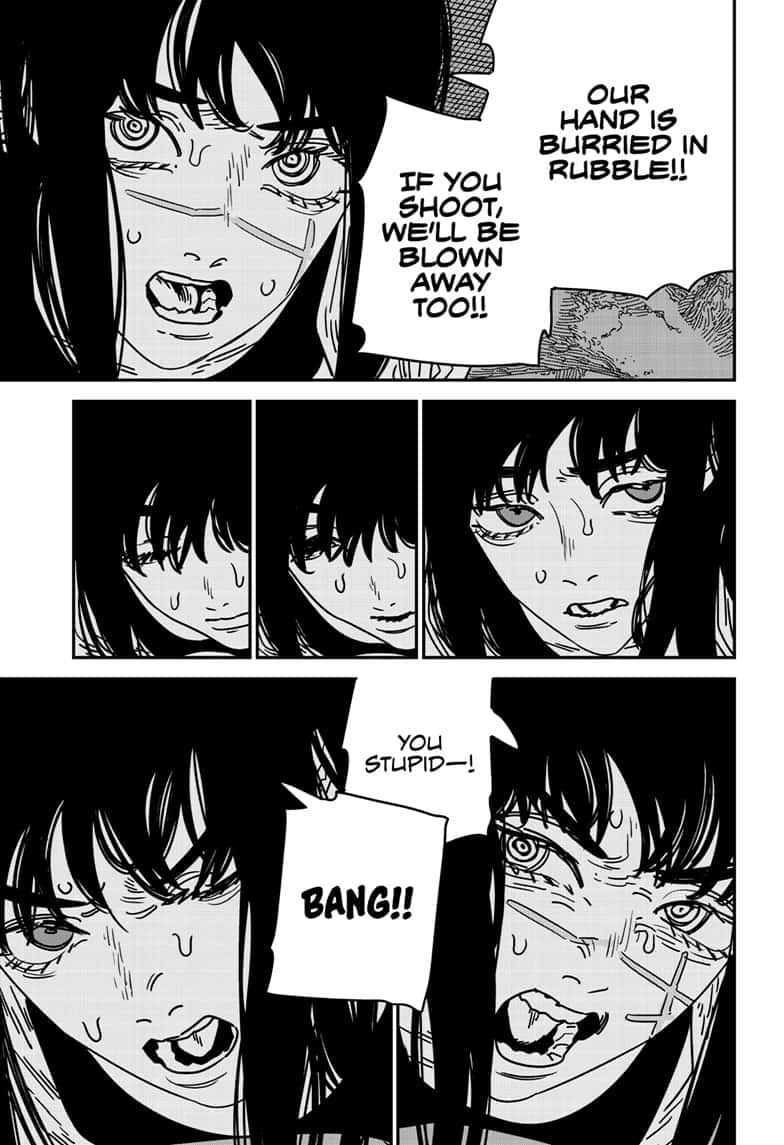 OUR
HAND IS
BURRIED IN
RUBBLE!!
IF YOU
SHOOT,
WE'LL BE
BLOWN
AWAY
TOO!!
YOU
STUPID—!
BANG!!